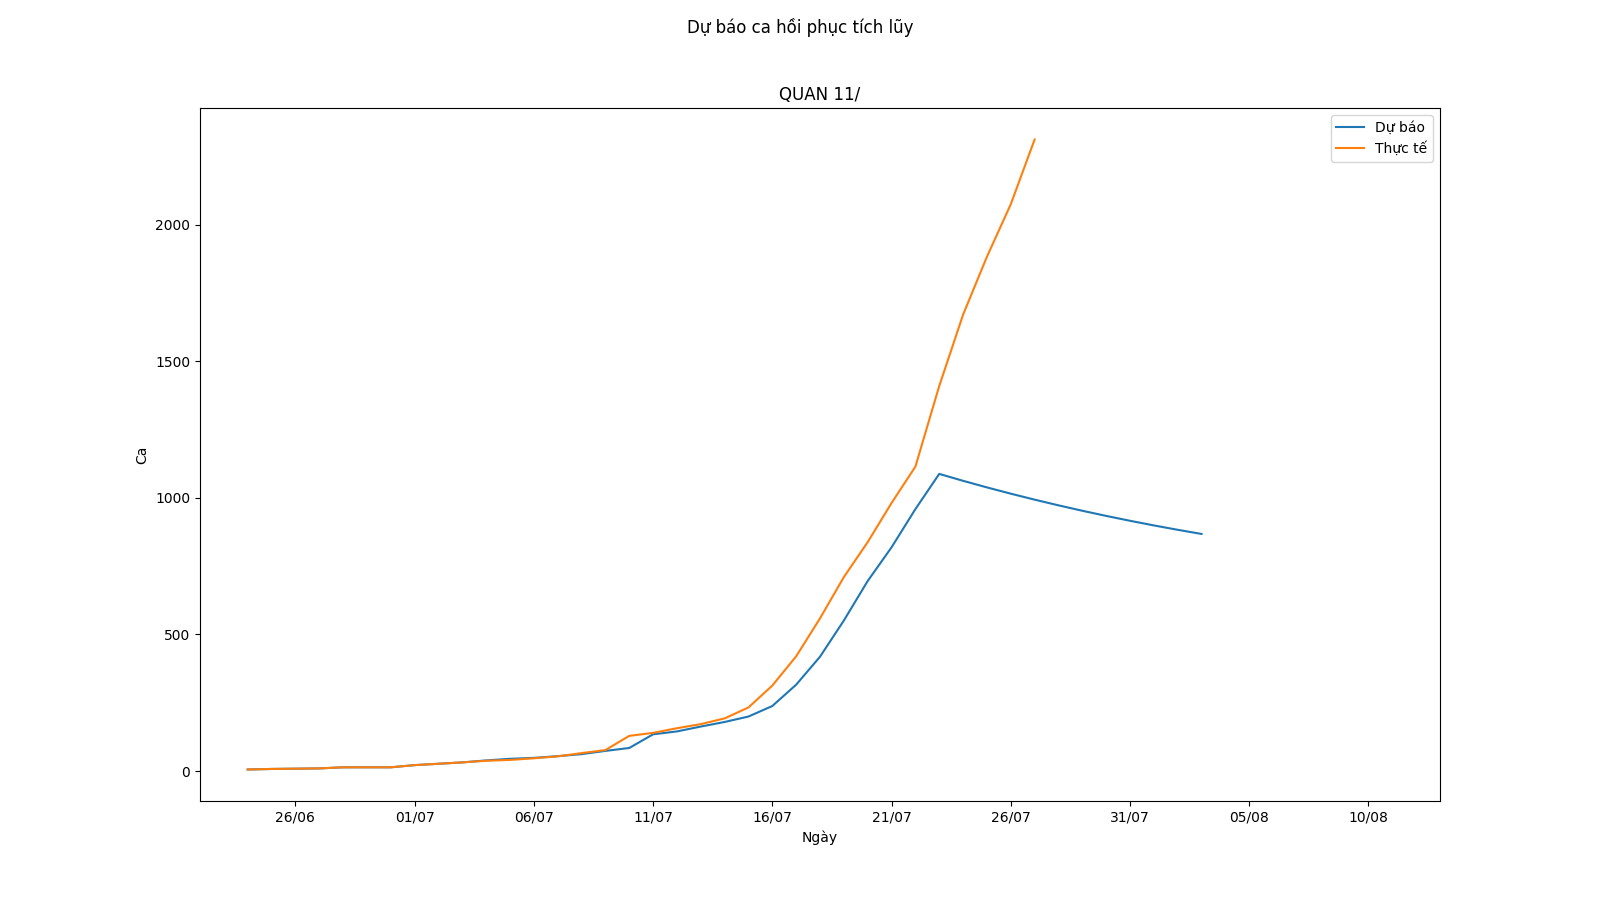 Dự báo ca hồi phục tích lũy
QUAN 11/
Dự báo
Thực tế
2000
1500
1000
500
0
Ca
26/06 01/07 06/07 11/07 16/07 21/07 26/07 31/07 05/08 10/08
Ngày